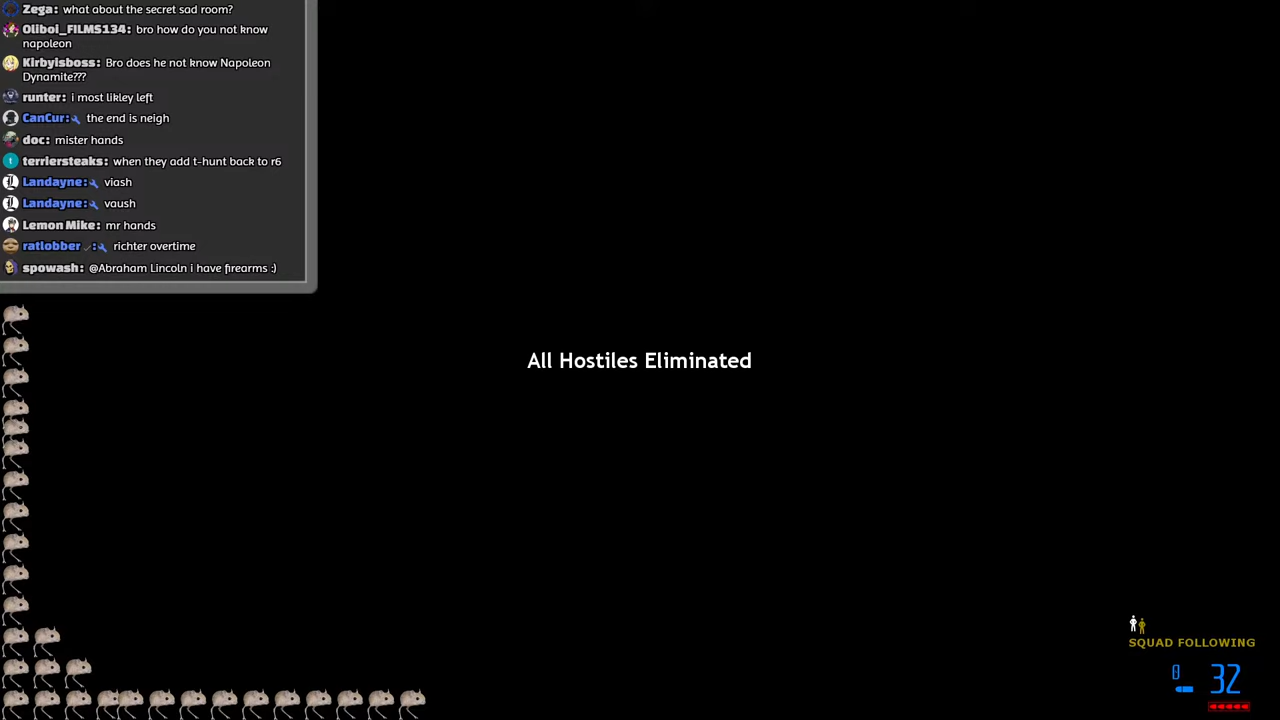 Zega: what about the secret sad room?
Oliboi_FILMS134: bro how do you not know
napoleon
Kirbyisboss: Bro does he not know Napoleon
Dynamite???
runter: i most likley left
CanCur: the end is neigh
doc: mister hands
t terriersteaks: when they add t-hunt back to r6
Landayne: viash
Landayne: vaush
Lemon Mike: mr hands
ratlobber: richter overtime
spowash: @Abraham Lincoln i have firearms :)
All Hostiles Eliminated
SQUAD FOLLOWING
32